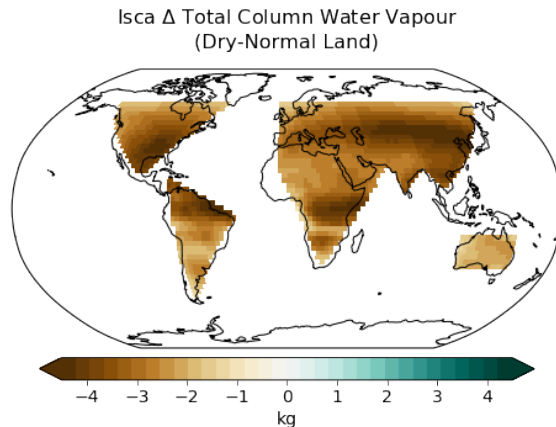 Isca Δ Total Column Water Vapour
(Dry-Normal Land)
−4 −3 −2 −1 0 1 2 3 4
kg